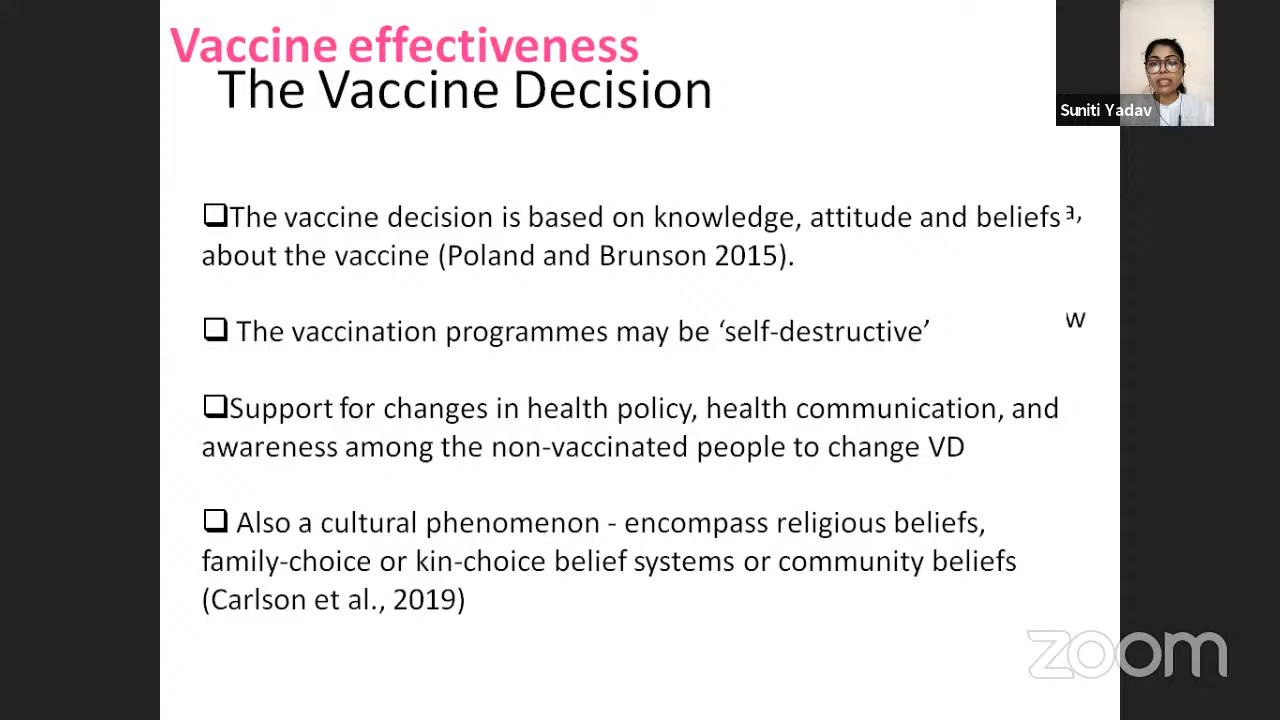 Vaccine effectiveness
The Vaccine Decision
Suniti Yadav
❑The vaccine decision is based on knowledge, attitude and beliefs
about the vaccine (Poland and Brunson 2015).
❑ The vaccination programmes may be ‘self-destructive’
w
❑Support for changes in health policy, health communication, and
awareness among the non-vaccinated people to change VD
❑ Also a cultural phenomenon - encompass religious beliefs,
family-choice or kin-choice belief systems or community beliefs
(Carlson et al., 2019)
zoom